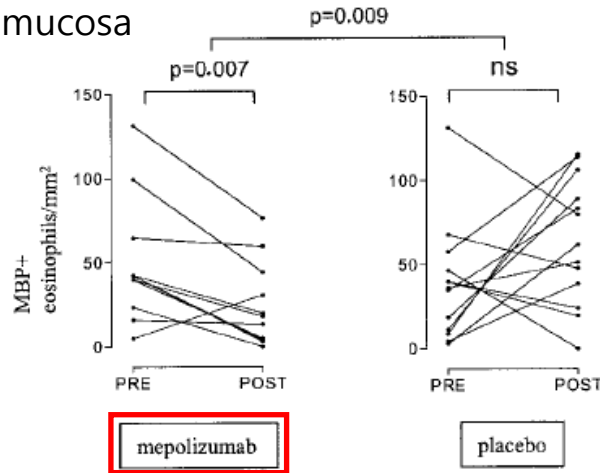 mucosa
p=0.009
p=0.007
ns
MBP+
eosinophils/mm²
150
100
50
0
PRE
POST
mepolizumab
150
100
50
0
PRE
POST
placebo